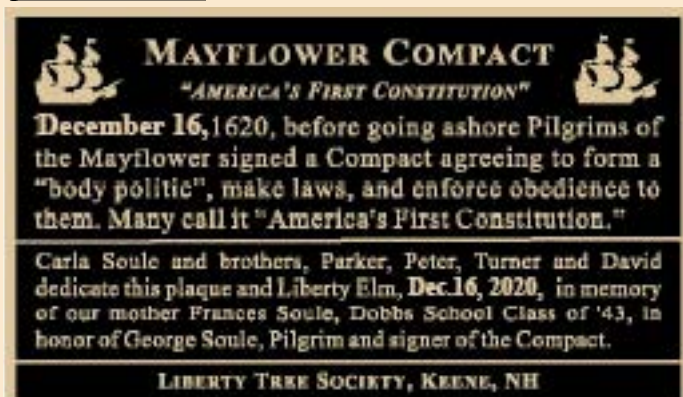 MAYFLOWER COMPACT
"AMERICA'S FIRST CONSTITUTION"
December 16,1620, before going ashore Pilgrims of
the Mayflower signed a Compact agreeing to form a
"body politic", make laws, and enforce obedience to
them. Many call it "America's First Constitution."
Carla Soule and brothers, Parker, Peter, Turner and David
dedicate this plaque and Liberty Elm, Dec.16, 2020, in memory
of our mother Frances Soule, Dobbs School Class of '43, in
honor of George Soule, Pilgrim and signer of the Compact.
LIBERTY TREE SOCIETY, KEENE, NH